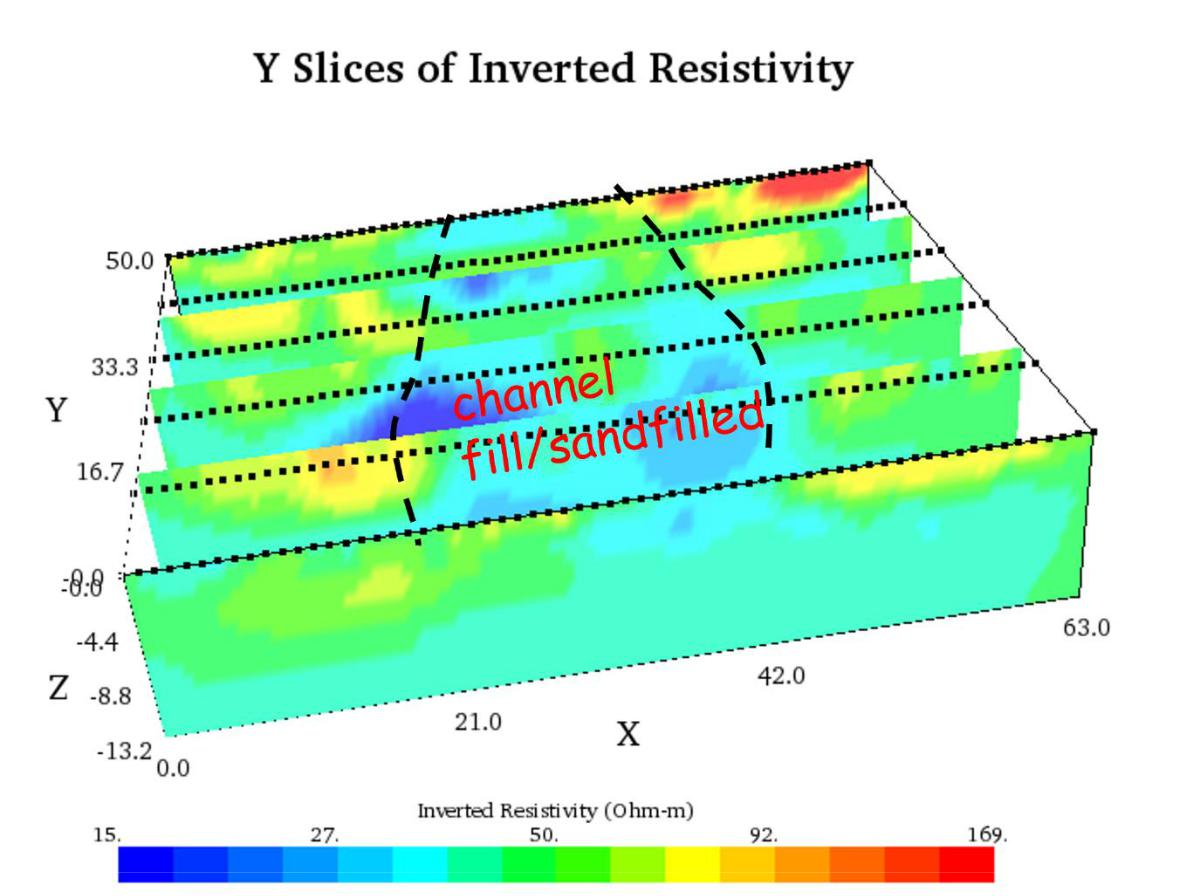 Y Slices of Inverted Resistivity
50.0
33.3
Y
16.7
-0.0
-0.0
-4.4
Z
-8.8
-13.2
0.0
21.0
X
42.0
63.0
channel
fill/sandfilled
Inverted Resistivity (Ohm-m)
15. 27. 50. 92. 169.